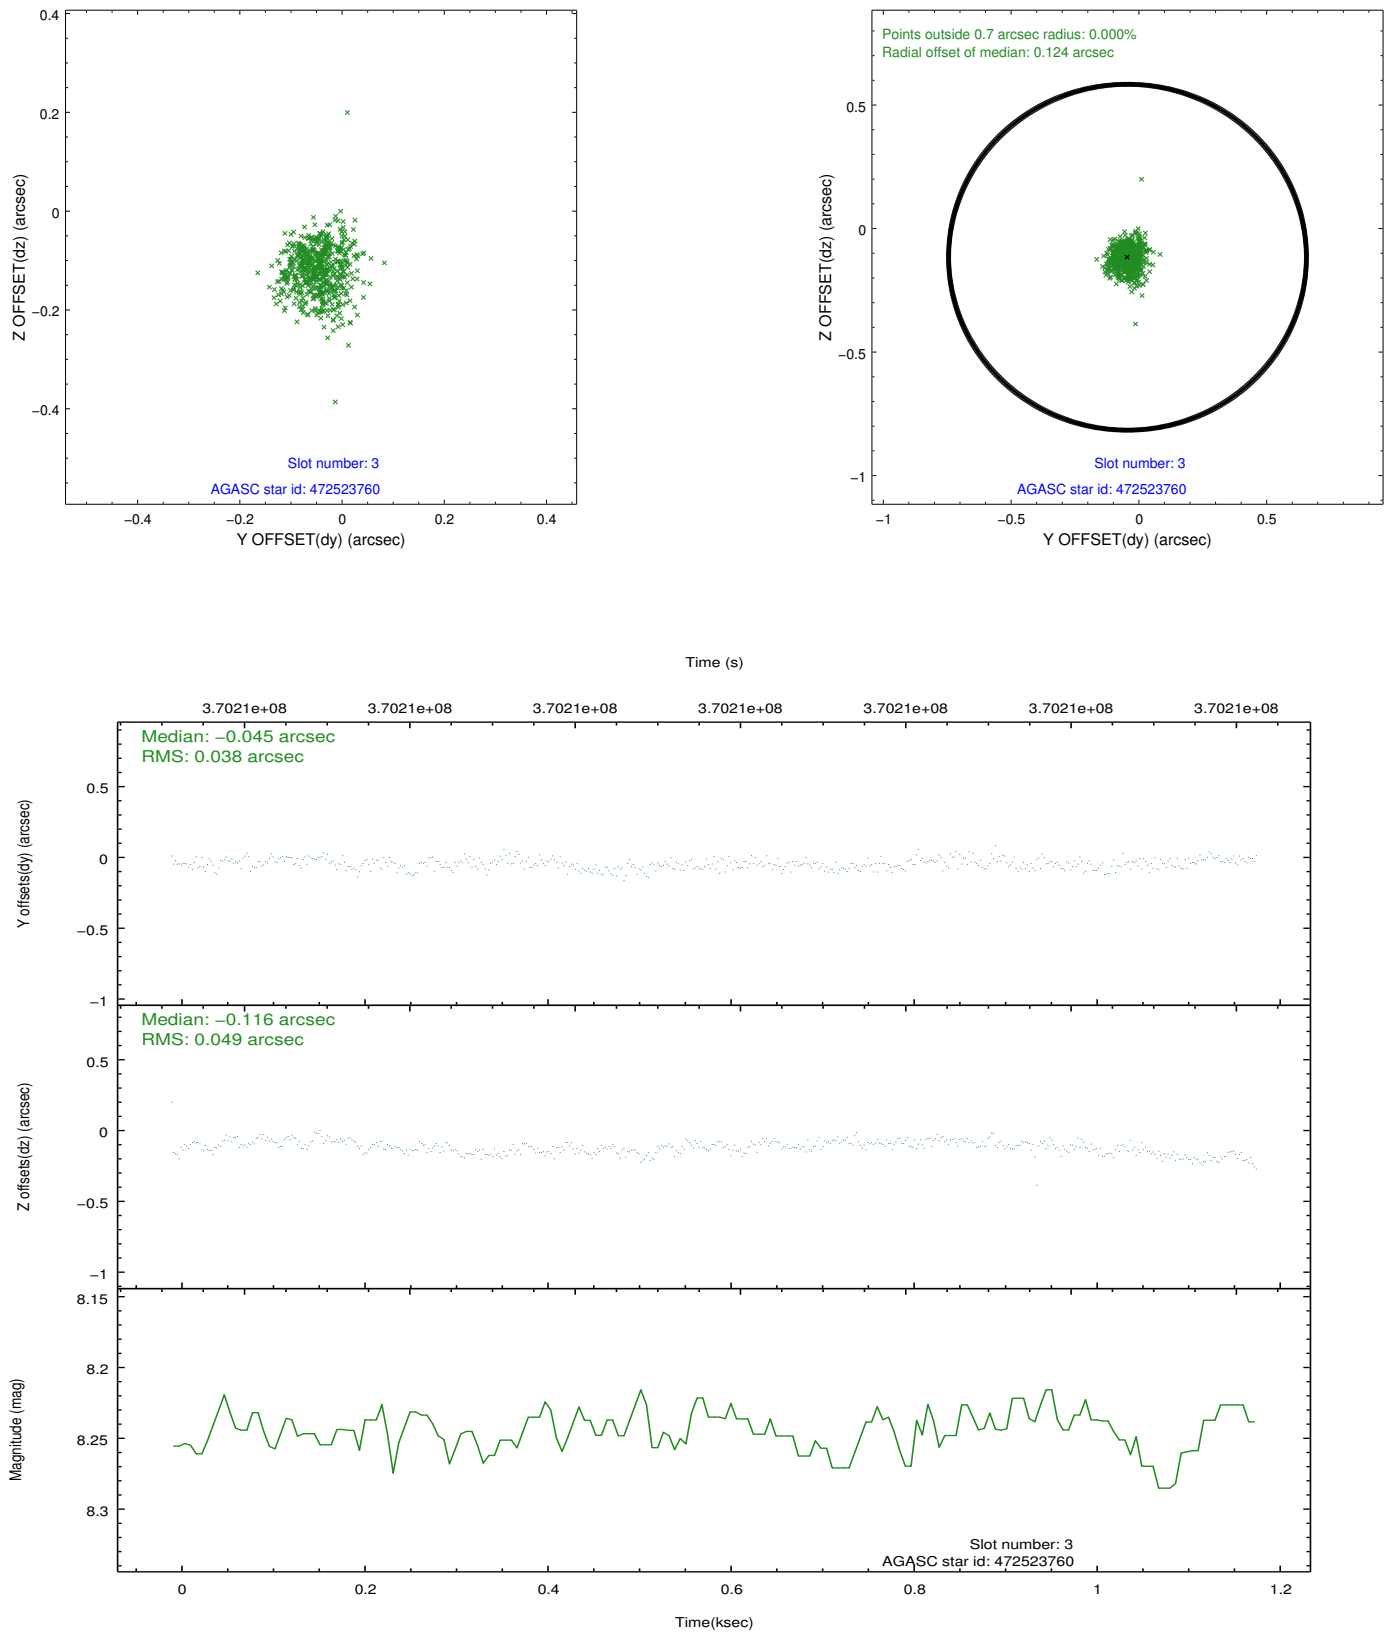 0.4
0.2
0
−0.2
−0.4
Z OFFSET(dz) (arcsec)
Slot number: 3
AGASC star id: 472523760
−0.4
−0.2
0
0.2
0.4
Y OFFSET(dy) (arcsec)
Points outside 0.7 arcsec radius: 0.000%
Radial offset of median: 0.124 arcsec
0.5
0
−0.5
−1
Z OFFSET(dz) (arcsec)
Slot number: 3
AGASC star id: 472523760
−1
−0.5
0
0.5
Y OFFSET(dy) (arcsec)
Time (s)
3.7021e+08 3.7021e+08 3.7021e+08 3.7021e+08 3.7021e+08 3.7021e+08 3.7021e+08
Median: −0.045 arcsec
RMS: 0.038 arcsec
0.5
0
−0.5
−1
Y offsets(dy) (arcsec)
Median: −0.116 arcsec
RMS: 0.049 arcsec
0.5
0
−0.5
−1
Z offsets(dz) (arcsec)
8.15
8.2
8.25
8.3
Magnitude (mag)
Slot number: 3
AGASC star id: 472523760
0 0.2 0.4 0.6 0.8 1 1.2
Time(ksec)